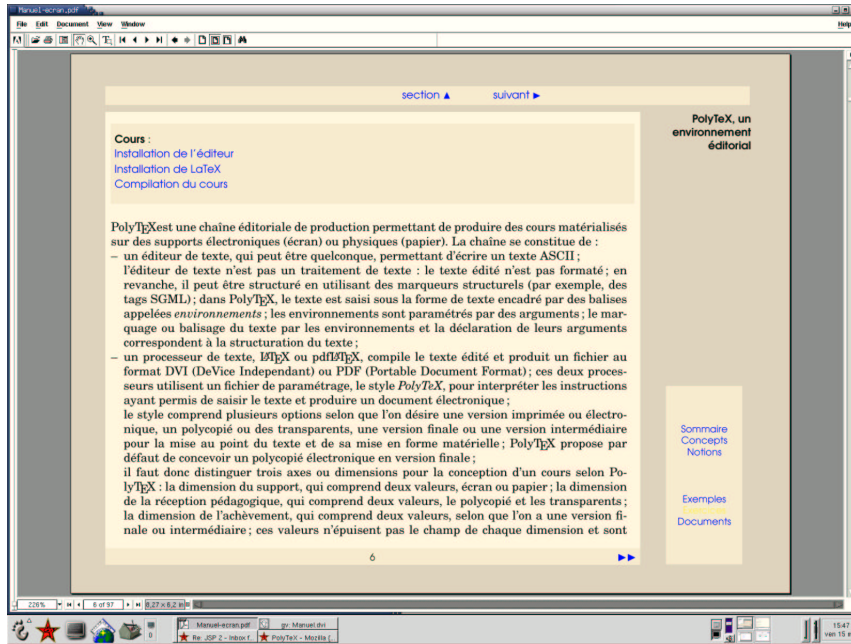 Manuel-ecran.pdf
File Edit Document View Window Help
section ▲ suivant ►
PolyTeX, un
environnement
éditorial
Cours :
Installation de l'éditeur
Installation de LaTeX
Compilation du cours
PolyTEXest une chaîne éditoriale de production permettant de produire des cours matérialisés
sur des supports électroniques (écran) ou physiques (papier). La chaîne se constitue de :
– un éditeur de texte, qui peut être quelconque, permettant d'écrire un texte ASCII ;
l'éditeur de texte n'est pas un traitement de texte : le texte édité n'est pas formaté ; en
revanche, il peut être structuré en utilisant des marqueurs structurels (par exemple, des
tags SGML) ; dans PolyTEX, le texte est saisi sous la forme de texte encadré par des balises
appelées environnements ; les environnements sont paramétrés par des arguments ; le mar-
quage ou balisage du texte par les environnements et la déclaration de leurs arguments
correspondent à la structuration du texte ;
– un processeur de texte, LATEX ou pdfLATEX, compile le texte édité et produit un fichier au
format DVI (DeVice Independant) ou PDF (Portable Document Format) ; ces deux proces-
seurs utilisent un fichier de paramétrage, le style PolyTeX, pour interpréter les instructions
ayant permis de saisir le texte et produire un document électronique ;
le style comprend plusieurs options selon que l'on désire une version imprimée ou électro-
nique, un polycopié ou des transparents, une version finale ou une version intermédiaire
pour la mise au point du texte et de sa mise en forme matérielle ; PolyTEX propose par
défaut de concevoir un polycopié électronique en version finale ;
il faut donc distinguer trois axes ou dimensions pour la conception d'un cours selon Po-
lyTEX : la dimension du support, qui comprend deux valeurs, écran ou papier ; la dimension
de la réception pédagogique, qui comprend deux valeurs, le polycopié et les transparents ;
la dimension de l'achèvement, qui comprend deux valeurs, selon que l'on a une version fi-
nale ou intermédiaire ; ces valeurs n'épuisent pas le champ de chaque dimension et sont
Sommaire
Concepts
Notions
Exemples
Documents
6 ►►
226% 6 of 97 8,27 x 6,2 in
Manuel-ecran.pdf gv: Manuel.dvi
Re: JSP 2 - Inbox f... PolyTeX - Mozilla {...
0
15:47
ven 15